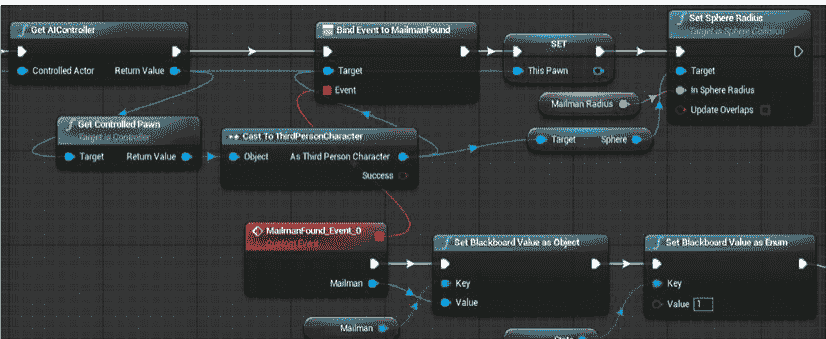 Get AIController
Controlled Actor Return Value
Bind Event to MailmanFound
Target
Event
SET
This Pawn
Set Sphere Radius
Target is Sphere Collision
Target
In Sphere Radius
Update Overlaps
Mailman Radius
Get Controlled Pawn
Target is Controller
Target Return Value
Cast To ThirdPersonCharacter
Object As Third Person Character
Success
Target Sphere
MailmanFound_Event_0
Custom Event
Mailman
Set Blackboard Value as Object
Key
Value
Set Blackboard Value as Enum
Key
Value 1
Mailman
State